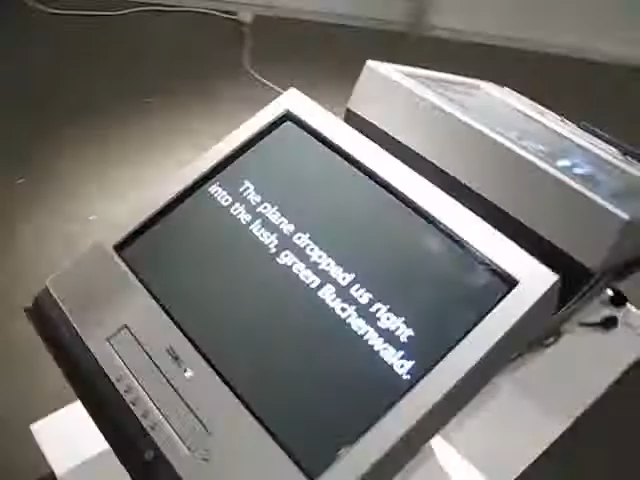 The plane dropped us right
into the lush, green Buchenwald.